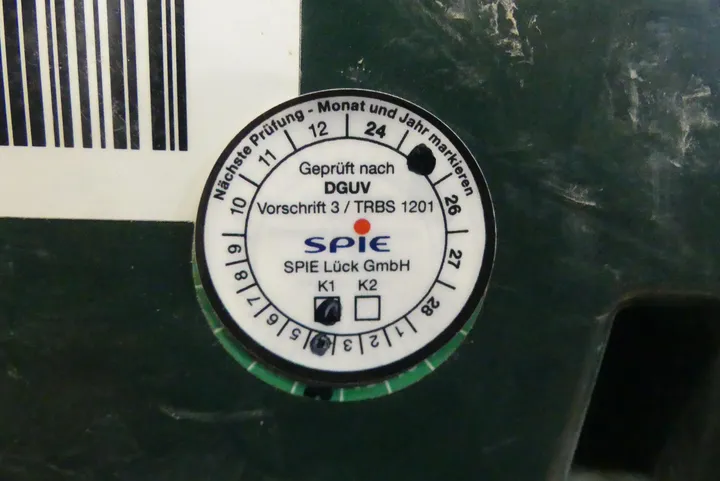 Nächste Prüfung - Monat und Jahr markieren
24
26
27
28
1
2
3
5
6
7
8
9
10
11
12
Geprüft nach
DGUV
Vorschrift 3 / TRBS 1201
SPIE
SPIE Lück GmbH
K1 K2